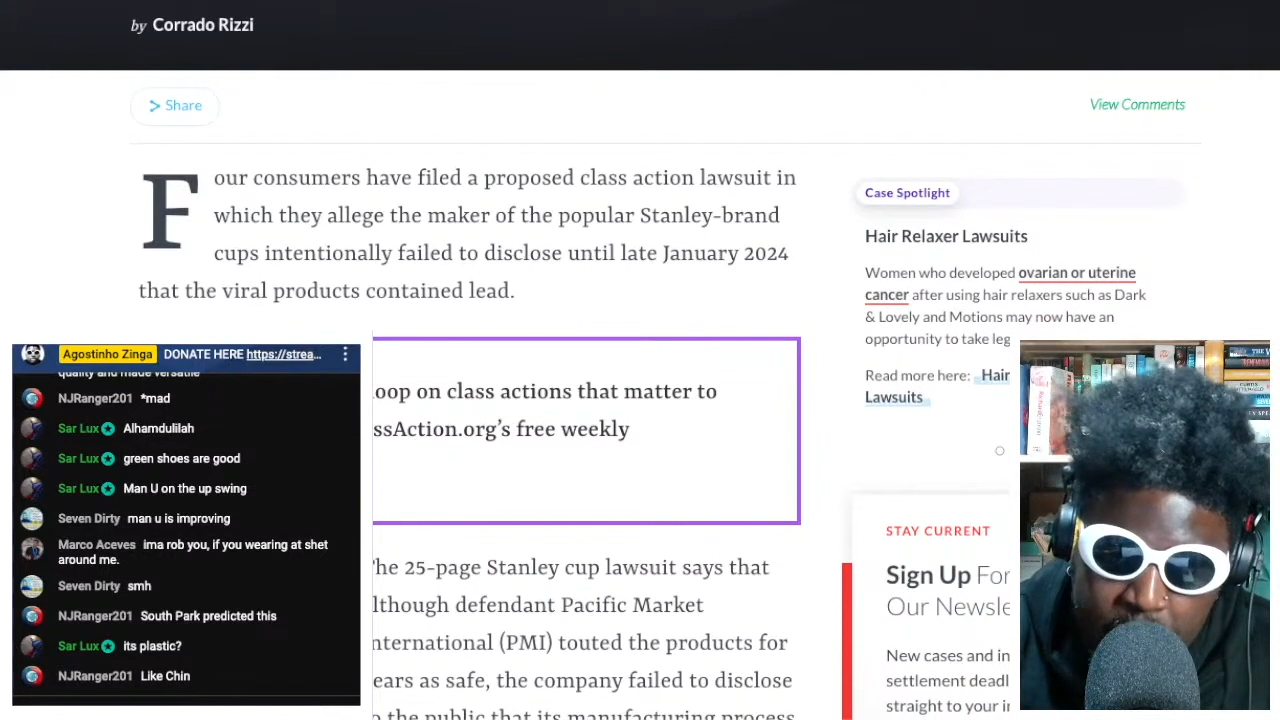 by Corrado Rizzi
Share
View Comments
Four consumers have filed a proposed class action lawsuit in
which they allege the maker of the popular Stanley-brand
cups intentionally failed to disclose until late January 2024
that the viral products contained lead.
oop on class actions that matter to
ssAction.org’s free weekly
he 25-page Stanley cup lawsuit says that
lthough defendant Pacific Market
nternational (PMI) touted the products for
ears as safe, the company failed to disclose
the public that its manufacturing process
Case Spotlight
Hair Relaxer Lawsuits
Women who developed ovarian or uterine
cancer after using hair relaxers such as Dark
& Lovely and Motions may now have an
opportunity to take leg
Read more here: Hair
Lawsuits
STAY CURRENT
Sign Up For
Our Newsle
New cases and in
settlement deadl
straight to your i
Agostinho Zinga DONATE HERE https://strea...
quality and made versatile
NJRanger201 *mad
Sar Lux Alhamdulilah
Sar Lux green shoes are good
Sar Lux Man U on the up swing
Seven Dirty man u is improving
Marco Aceves ima rob you, if you wearing at shet
around me.
Seven Dirty smh
NJRanger201 South Park predicted this
Sar Lux its plastic?
NJRanger201 Like Chin